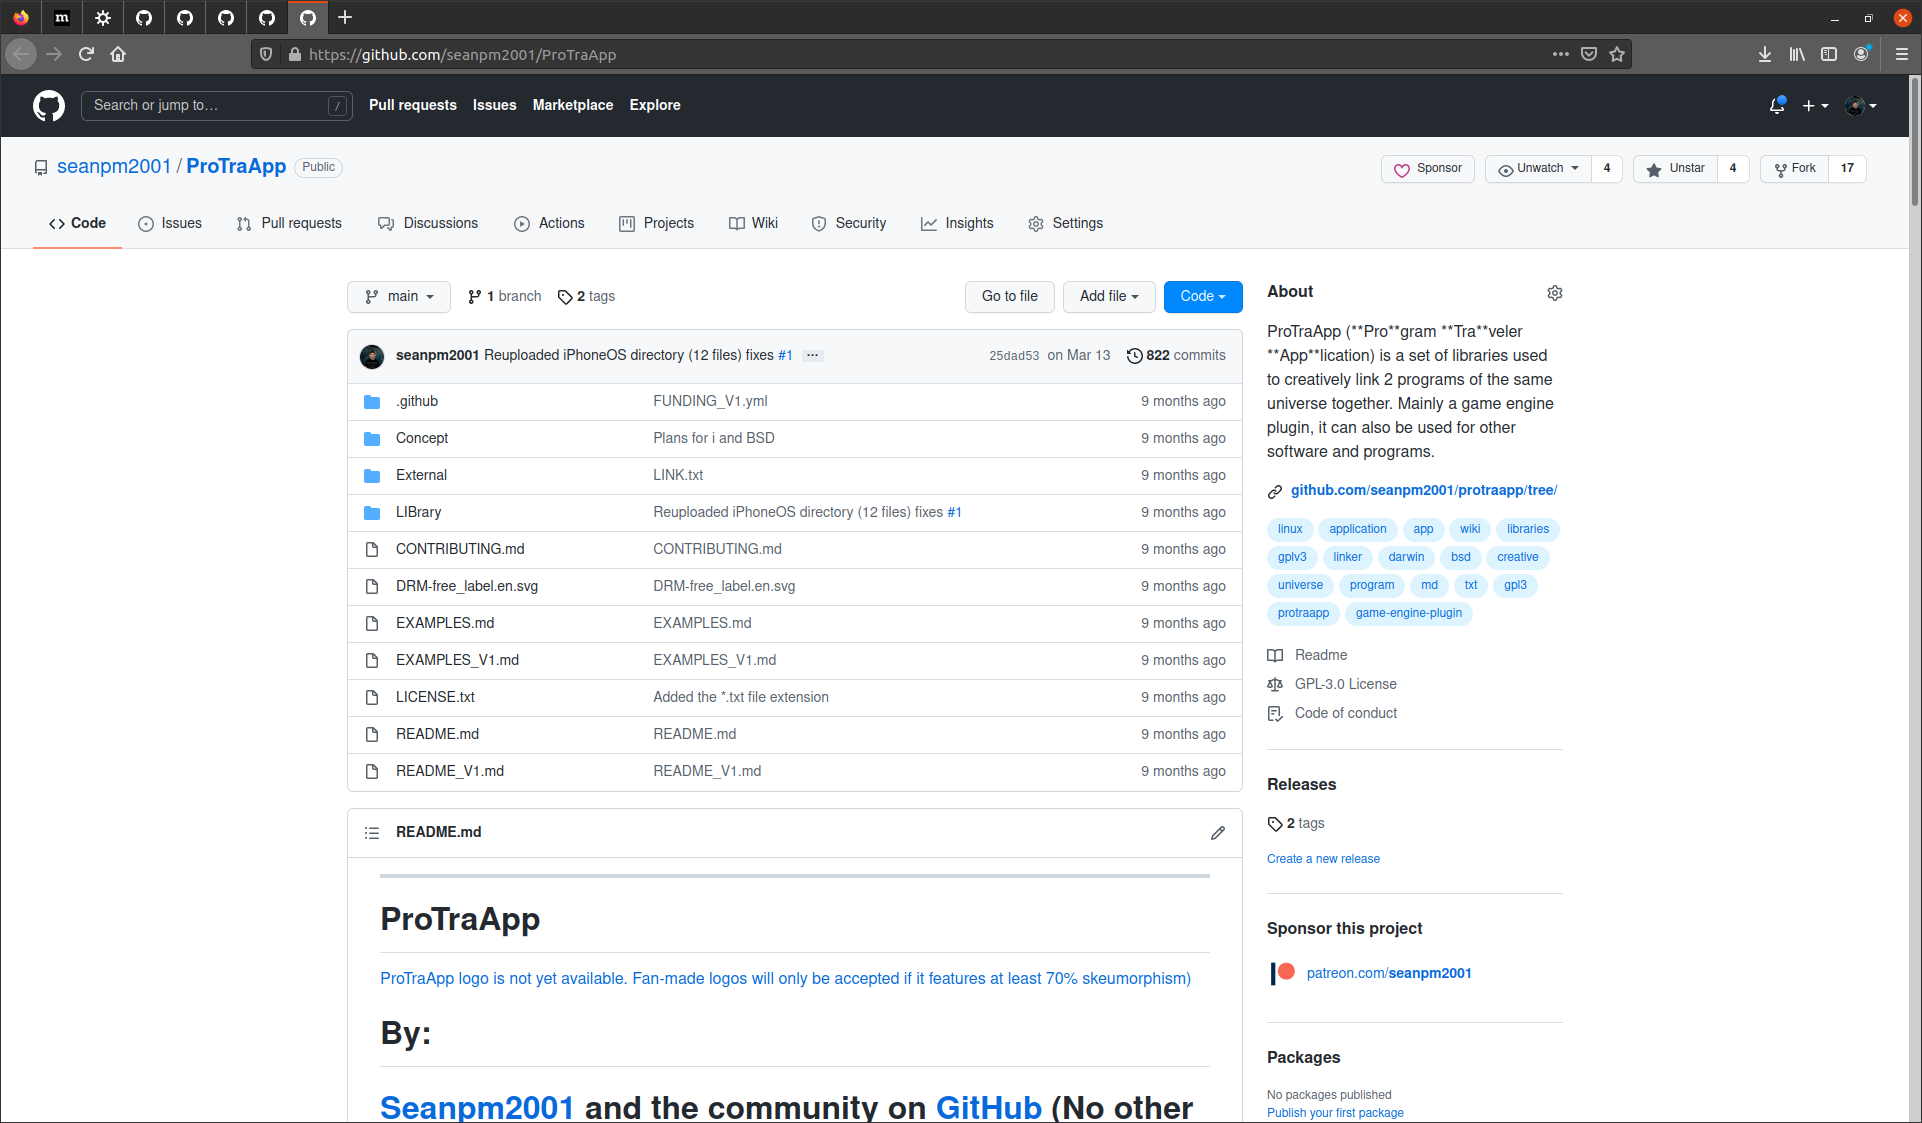 m
https://github.com/seanpm2001/ProTraApp
Search or jump to… /
Pull requests Issues Marketplace Explore
seanpm2001 / ProTraApp Public
Sponsor Unwatch 4 Unstar 4 Fork 17
Code Issues Pull requests Discussions Actions Projects Wiki Security Insights Settings
main 1 branch 2 tags Go to file Add file Code
seanpm2001 Reuploaded iPhoneOS directory (12 files) fixes #1 ... 25dad53 on Mar 13 822 commits
.github FUNDING_V1.yml 9 months ago
Concept Plans for i and BSD 9 months ago
External LINK.txt 9 months ago
LIBrary Reuploaded iPhoneOS directory (12 files) fixes #1 9 months ago
CONTRIBUTING.md CONTRIBUTING.md 9 months ago
DRM-free_label.en.svg DRM-free_label.en.svg 9 months ago
EXAMPLES.md EXAMPLES.md 9 months ago
EXAMPLES_V1.md EXAMPLES_V1.md 9 months ago
LICENSE.txt Added the *.txt file extension 9 months ago
README.md README.md 9 months ago
README_V1.md README_V1.md 9 months ago
README.md
ProTraApp
ProTraApp logo is not yet available. Fan-made logos will only be accepted if it features at least 70% skeumorphism)
By:
Seanpm2001 and the community on GitHub (No other
About
ProTraApp (**Pro**gram **Tra**veler
**App**lication) is a set of libraries used
to creatively link 2 programs of the same
universe together. Mainly a game engine
plugin, it can also be used for other
software and programs.
github.com/seanpm2001/protraapp/tree/
linux application app wiki libraries
gplv3 linker darwin bsd creative
universe program md txt gpl3
protraapp game-engine-plugin
Readme
GPL-3.0 License
Code of conduct
Releases
2 tags
Create a new release
Sponsor this project
patreon.com/seanpm2001
Packages
No packages published
Publish your first package